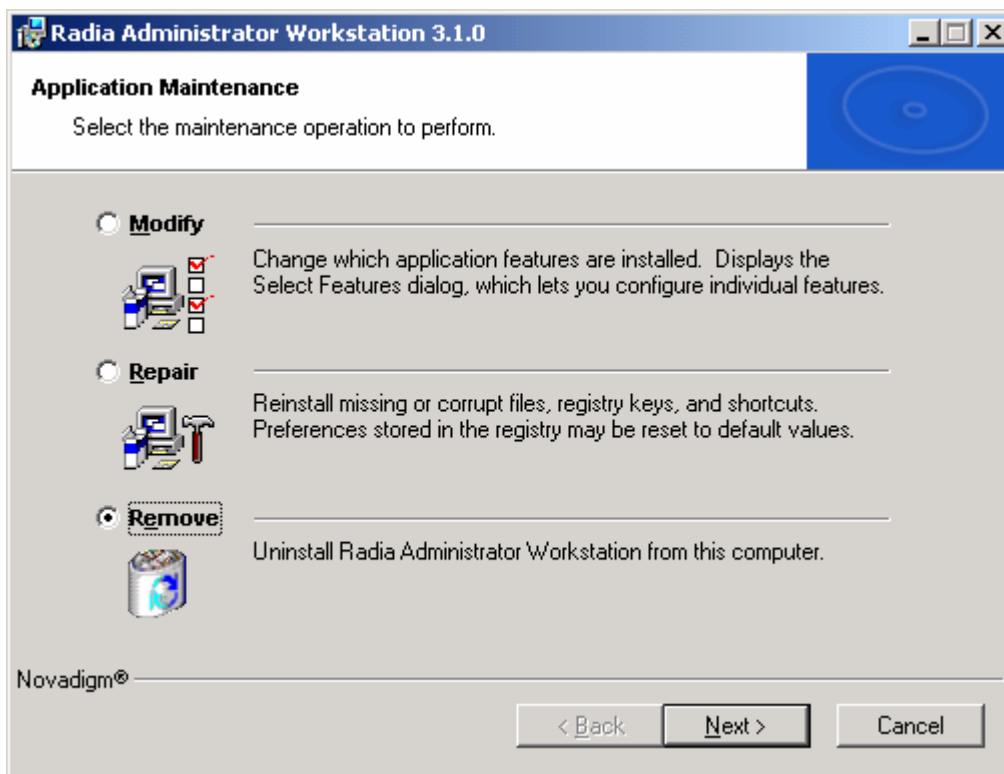 Radia Administrator Workstation 3.1.0
Application Maintenance
Select the maintenance operation to perform.
Modify
Change which application features are installed.  Displays the
Select Features dialog, which lets you configure individual features.
Repair
Reinstall missing or corrupt files, registry keys, and shortcuts.
Preferences stored in the registry may be reset to default values.
Remove
Uninstall Radia Administrator Workstation from this computer.
Novadigm®
< Back
Next >
Cancel